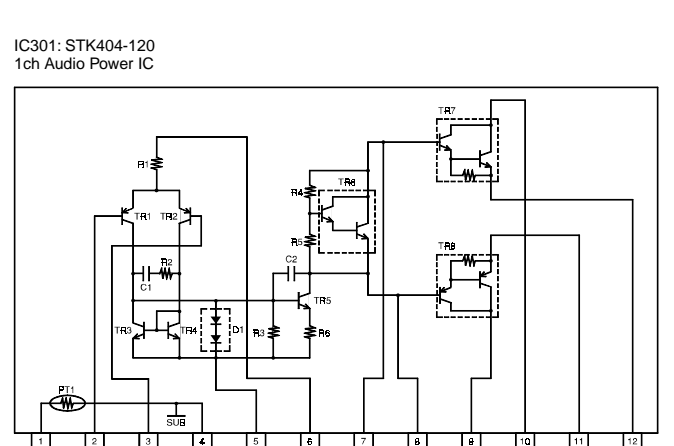 IC301: STK404-120
1ch Audio Power IC
TR7
R1
R4
TR6
TR1
TR2
R5
TR8
R2
C2
C1
TR5
TR3
TR4
D1
R3
R6
PT1
SUB
1 2 3 4 5 6 7 8 9 10 11 12